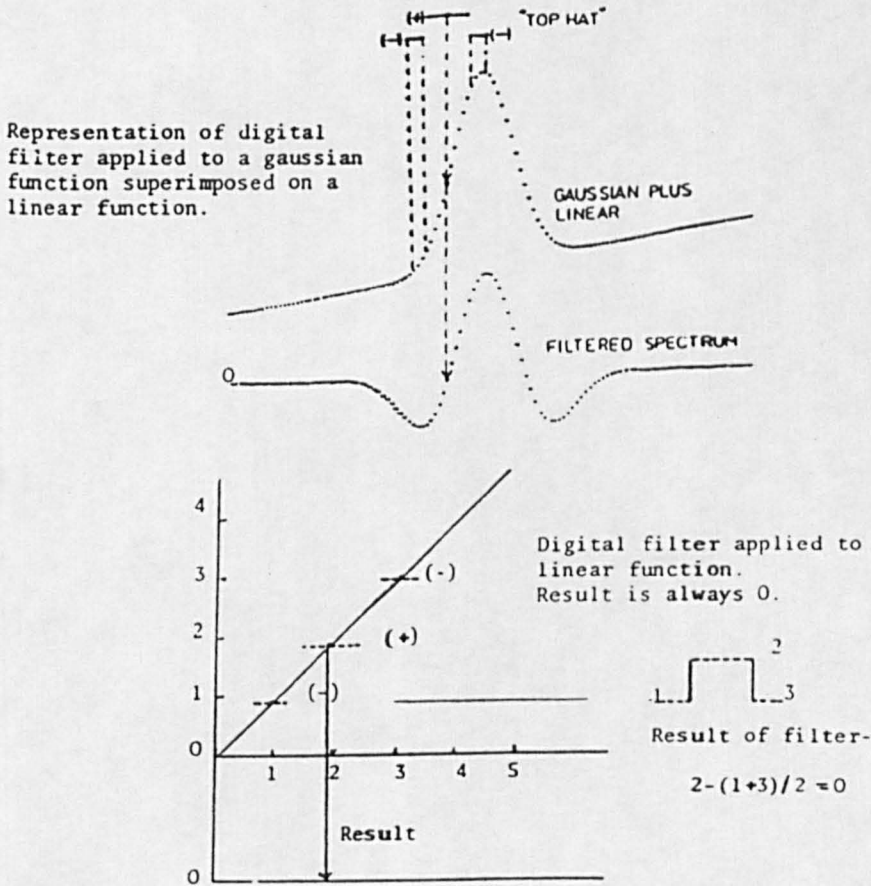 (+)
"TOP HAT"
(-)
(-)
Representation of digital
filter applied to a gaussian
function superimposed on a
linear function.
GAUSSIAN PLUS
LINEAR
FILTERED SPECTRUM
0
4
3
2
1
0
(-)
(+)
(-)
1 2 3 4 5
Result
0
Digital filter applied to
linear function.
Result is always 0.
2
1 3
Result of filter-
2-(1+3)/2 =0